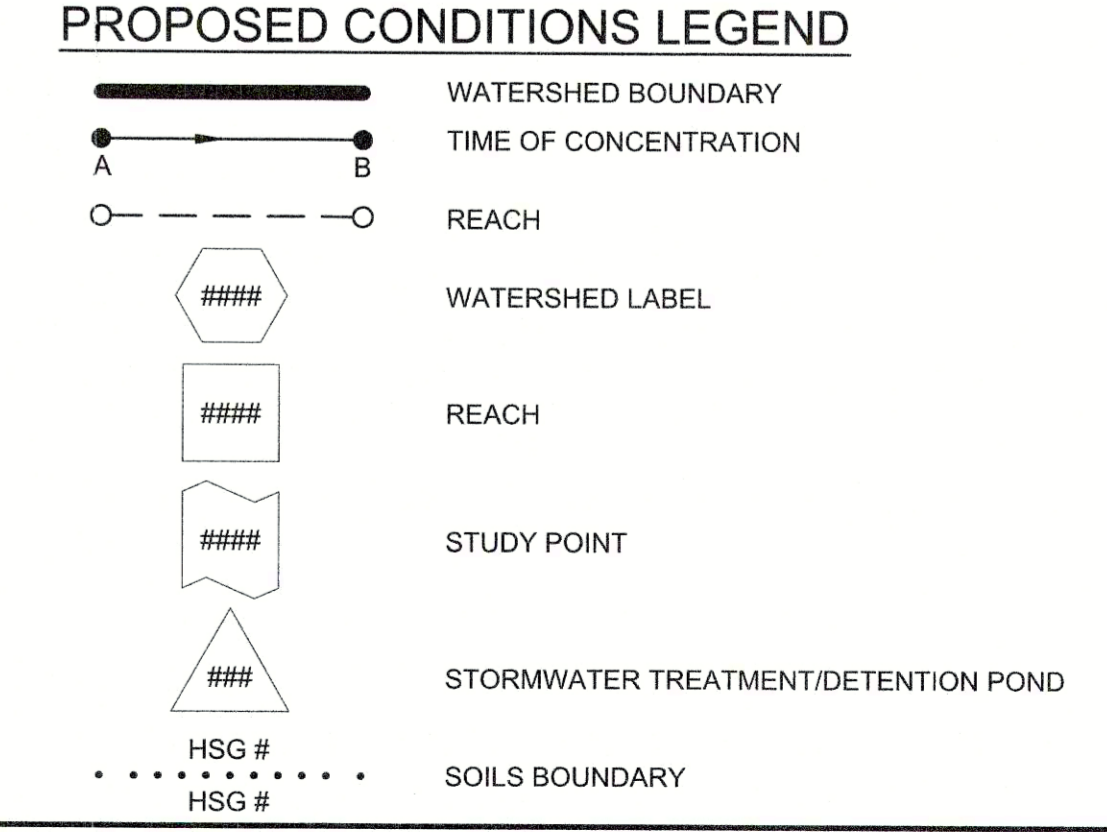 PROPOSED CONDITIONS LEGEND
WATERSHED BOUNDARY
A B TIME OF CONCENTRATION
REACH
#### WATERSHED LABEL
#### REACH
#### STUDY POINT
### STORMWATER TREATMENT/DETENTION POND
HSG #
SOILS BOUNDARY
HSG #